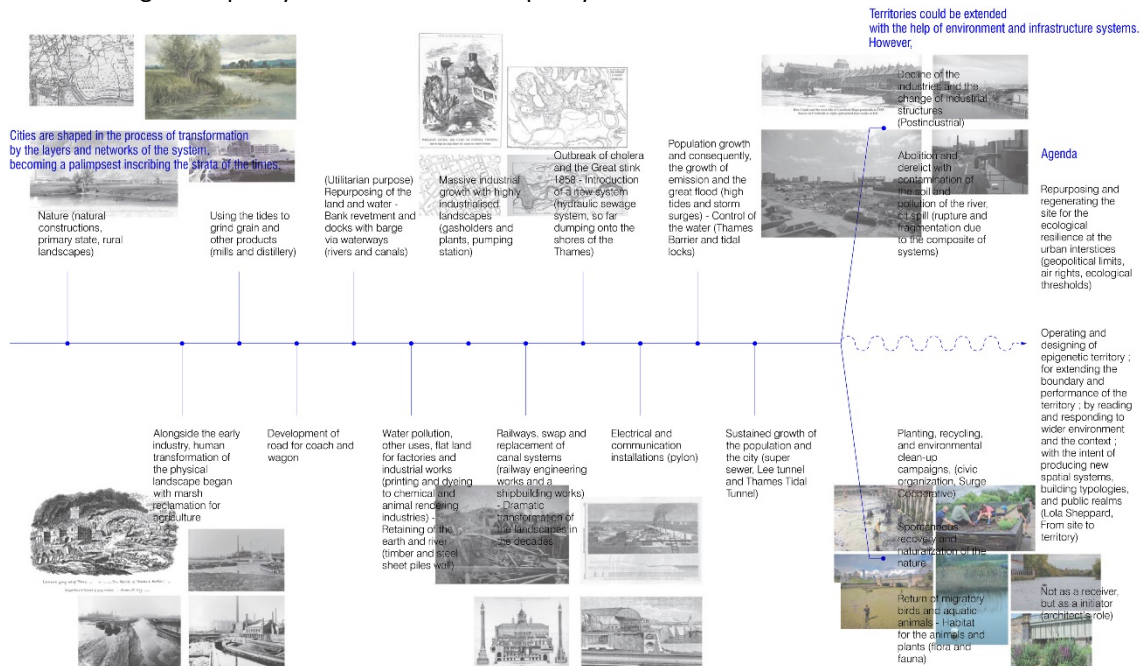 Territories could be extended
with the help of environment and infrastructure systems.
However,
Cities are shaped in the process of transformation
by the layers and networks of the system,
becoming a palimpsest inscribing the strata of the times.
Nature (natural
constructions,
primary state, rural
landscapes)
Using the tides to
grind grain and
other products
(mills and distillery)
(Utilitarian purpose)
Repurposing of the
land and water -
Bank revetment and
docks with barge
via waterways
(rivers and canals)
Massive industrial
growth with highly
industrialised
landscapes
(gasholders and
plants, pumping
station)
Outbreak of cholera
and the Great stink
1858 - Introduction
of a new system
(hydraulic sewage
system, so far
dumping onto the
shores of the
Thames)
Population growth
and consequently,
the growth of
emission and the
great flood (high
tides and storm
surges) - Control of
the water (Thames
Barrier and tidal
locks)
Decline of the
industries and the
change of industrial
structures
(Postindustrial)
Abolition and
derelict with
contamination of
the soil and
pollution of the river,
oil spill (rupture and
fragmentation due
to the composite of
systems)
Agenda
Repurposing and
regenerating the
site for the
ecological
resilience at the
urban interstices
(geopolitical limits,
air rights, ecological
thresholds)
Alongside the early
industry, human
transformation of
the physical
landscape began
with marsh
reclamation for
agriculture
Development of
road for coach and
wagon
Water pollution,
other uses, flat land
for factories and
industrial works
(printing and dyeing
to chemical and
animal rendering
industries) -
Retaining of the
earth and river
(timber and steel
sheet piles wall)
Railways, swap and
replacement of
canal systems
(railway engineering
works and a
shipbuilding works)
- Dramatic
transformation of
the landscapes in
the decades
Electrical and
communication
installations (pylon)
Sustained growth of
the population and
the city (super
sewer, Lee tunnel
and Thames Tidal
Tunnel)
Planting, recycling,
and environmental
clean-up
campaigns, (civic
organization, Surge
Cooperative)
Spontaneous
recovery and
naturalization of the
nature
Return of migratory
birds and aquatic
animals - Habitat
for the animals and
plants (flora and
fauna)
Operating and
designing of
epigenetic territory ;
for extending the
boundary and
performance of the
territory ; by reading
and responding to
wider environment
and the context ;
with the intent of
producing new
spatial systems,
building typologies,
and public realms
(Lola Sheppard,
From site to
territory)
Not as a receiver,
but as a initiator
(architect's role)